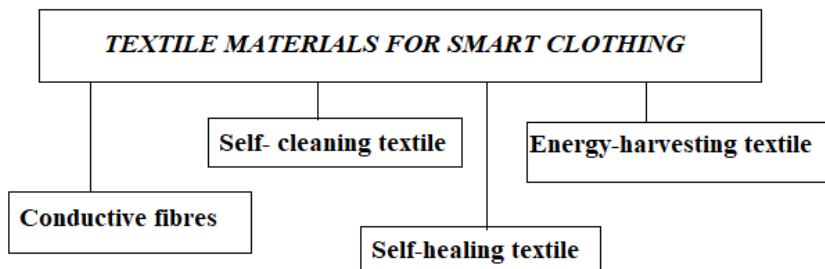 TEXTILE MATERIALS FOR SMART CLOTHING
Self- cleaning textile
Energy-harvesting textile
Conductive fibres
Self-healing textile